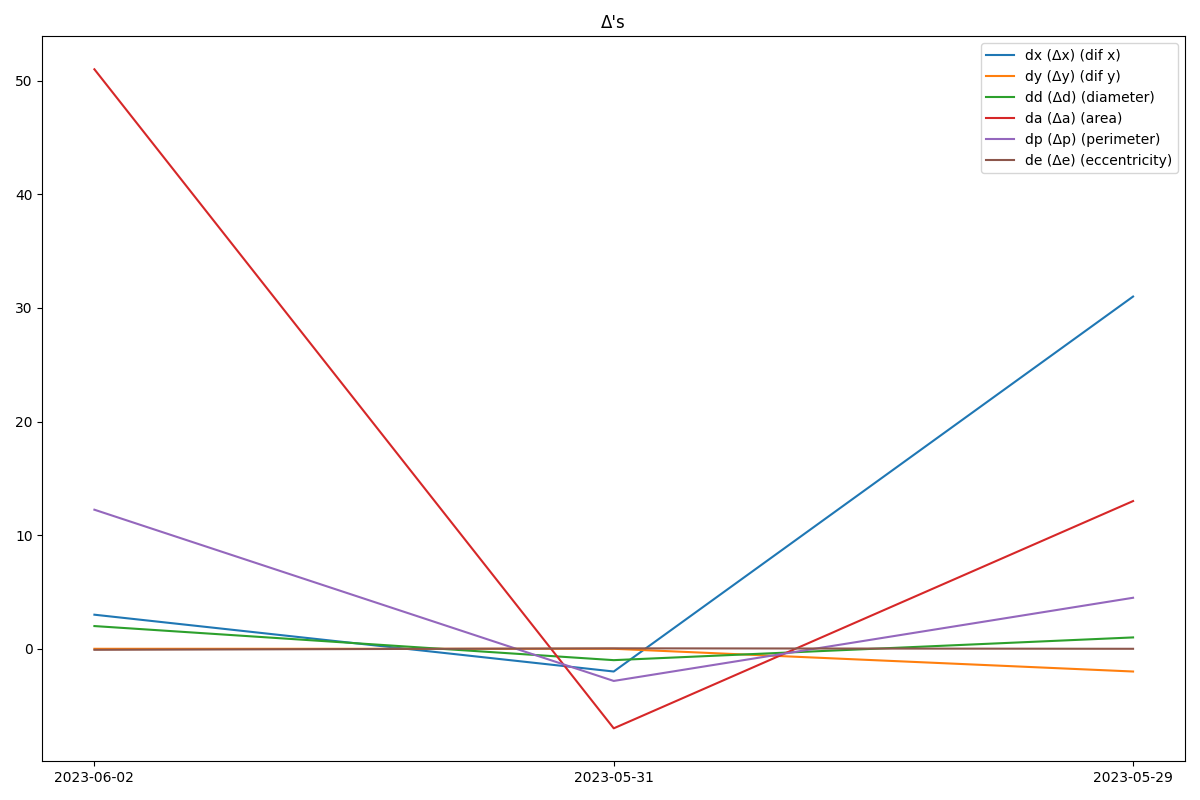 Δ's
dx (Δx) (dif x)
dy (Δy) (dif y)
dd (Δd) (diameter)
da (Δa) (area)
dp (Δp) (perimeter)
de (Δe) (eccentricity)
50
40
30
20
10
0
2023-06-02 2023-05-31 2023-05-29